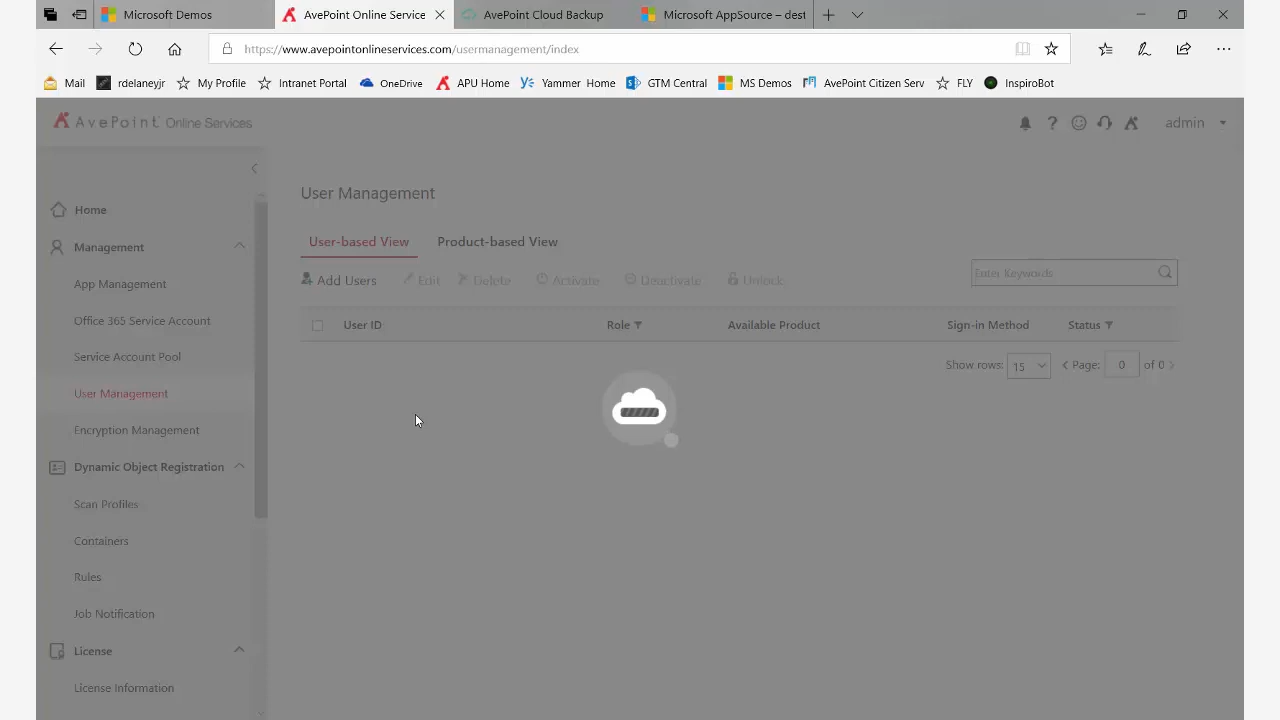 Microsoft Demos
AvePoint Online Service
AvePoint Cloud Backup
Microsoft AppSource – dest
https://www.avepointonlineservices.com/usermanagement/index
Mail
rdelaneyjr
My Profile
Intranet Portal
OneDrive
APU Home
Yammer Home
GTM Central
MS Demos
AvePoint Citizen Serv
FLY
InspiroBot
AvePoint Online Services
admin
Home
Management
App Management
Office 365 Service Account
Service Account Pool
User Management
Encryption Management
Dynamic Object Registration
Scan Profiles
Containers
Rules
Job Notification
License
License Information
User Management
User-based View
Product-based View
Add Users
Edit
Delete
Activate
Deactivate
Unlock
Enter Keywords
User ID
Role
Available Product
Sign-in Method
Status
Show rows:
15
Page:
0
of 0